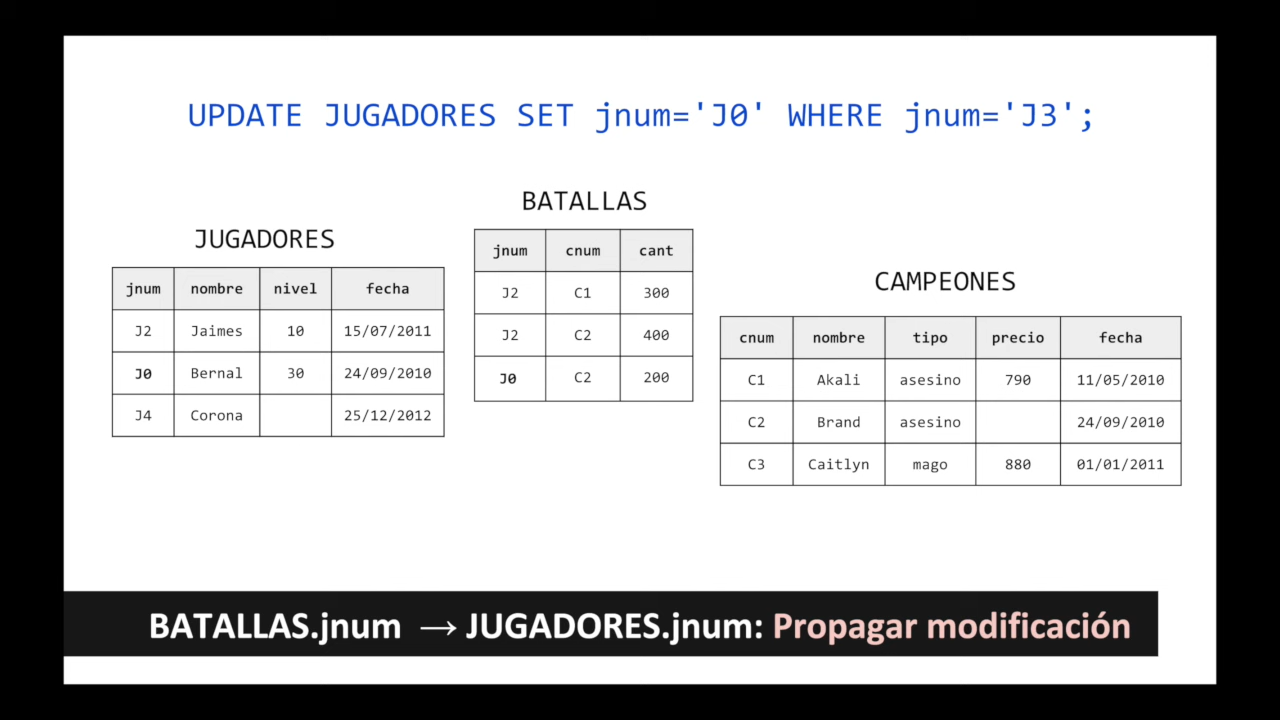 UPDATE JUGADORES SET jnum='J0' WHERE jnum='J3';
JUGADORES
jnum nombre nivel fecha
J2 Jaimes 10 15/07/2011
J0 Bernal 30 24/09/2010
J4 Corona 25/12/2012
BATALLAS
jnum cnum cant
J2 C1 300
J2 C2 400
J0 C2 200
CAMPEONES
cnum nombre tipo precio fecha
C1 Akali asesino 790 11/05/2010
C2 Brand asesino 24/09/2010
C3 Caitlyn mago 880 01/01/2011
BATALLAS.jnum → JUGADORES.jnum: Propagar modificación